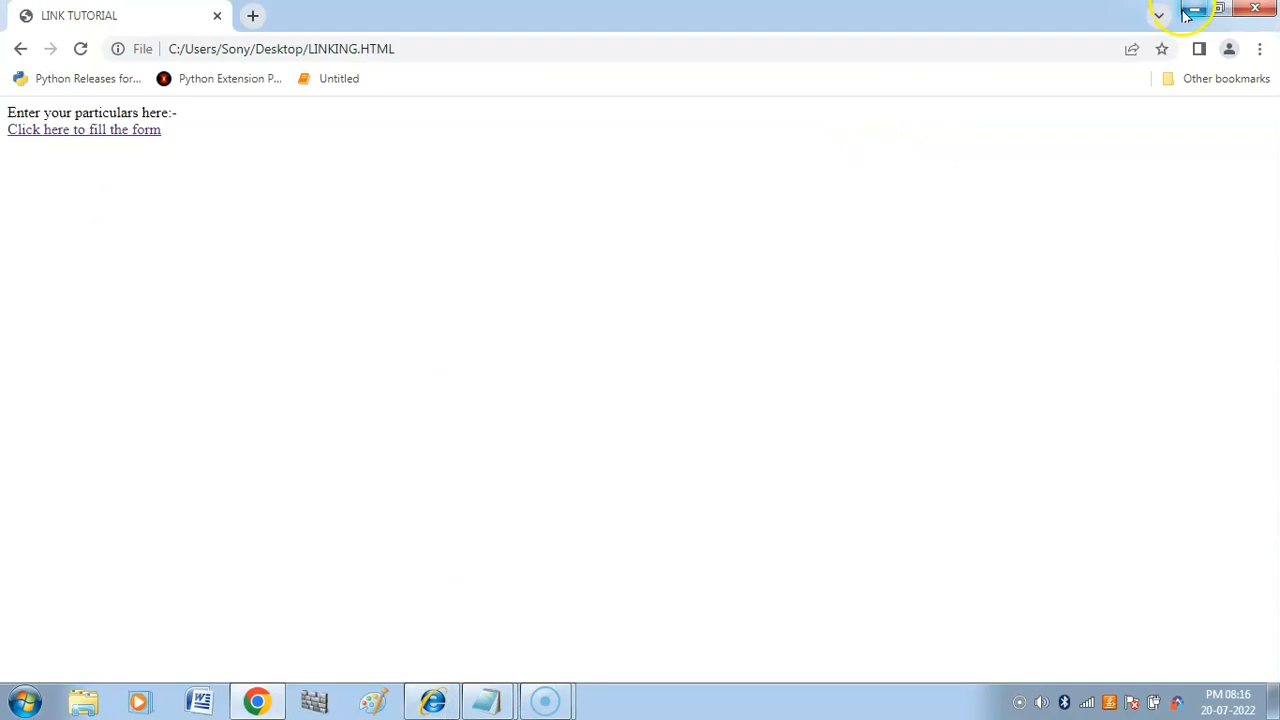 LINK TUTORIAL
File
C:/Users/Sony/Desktop/LINKING.HTML
Python Releases for...
Python Extension P...
Untitled
Other bookmarks
Enter your particulars here:-
Click here to fill the form
PM 08:16
20-07-2022